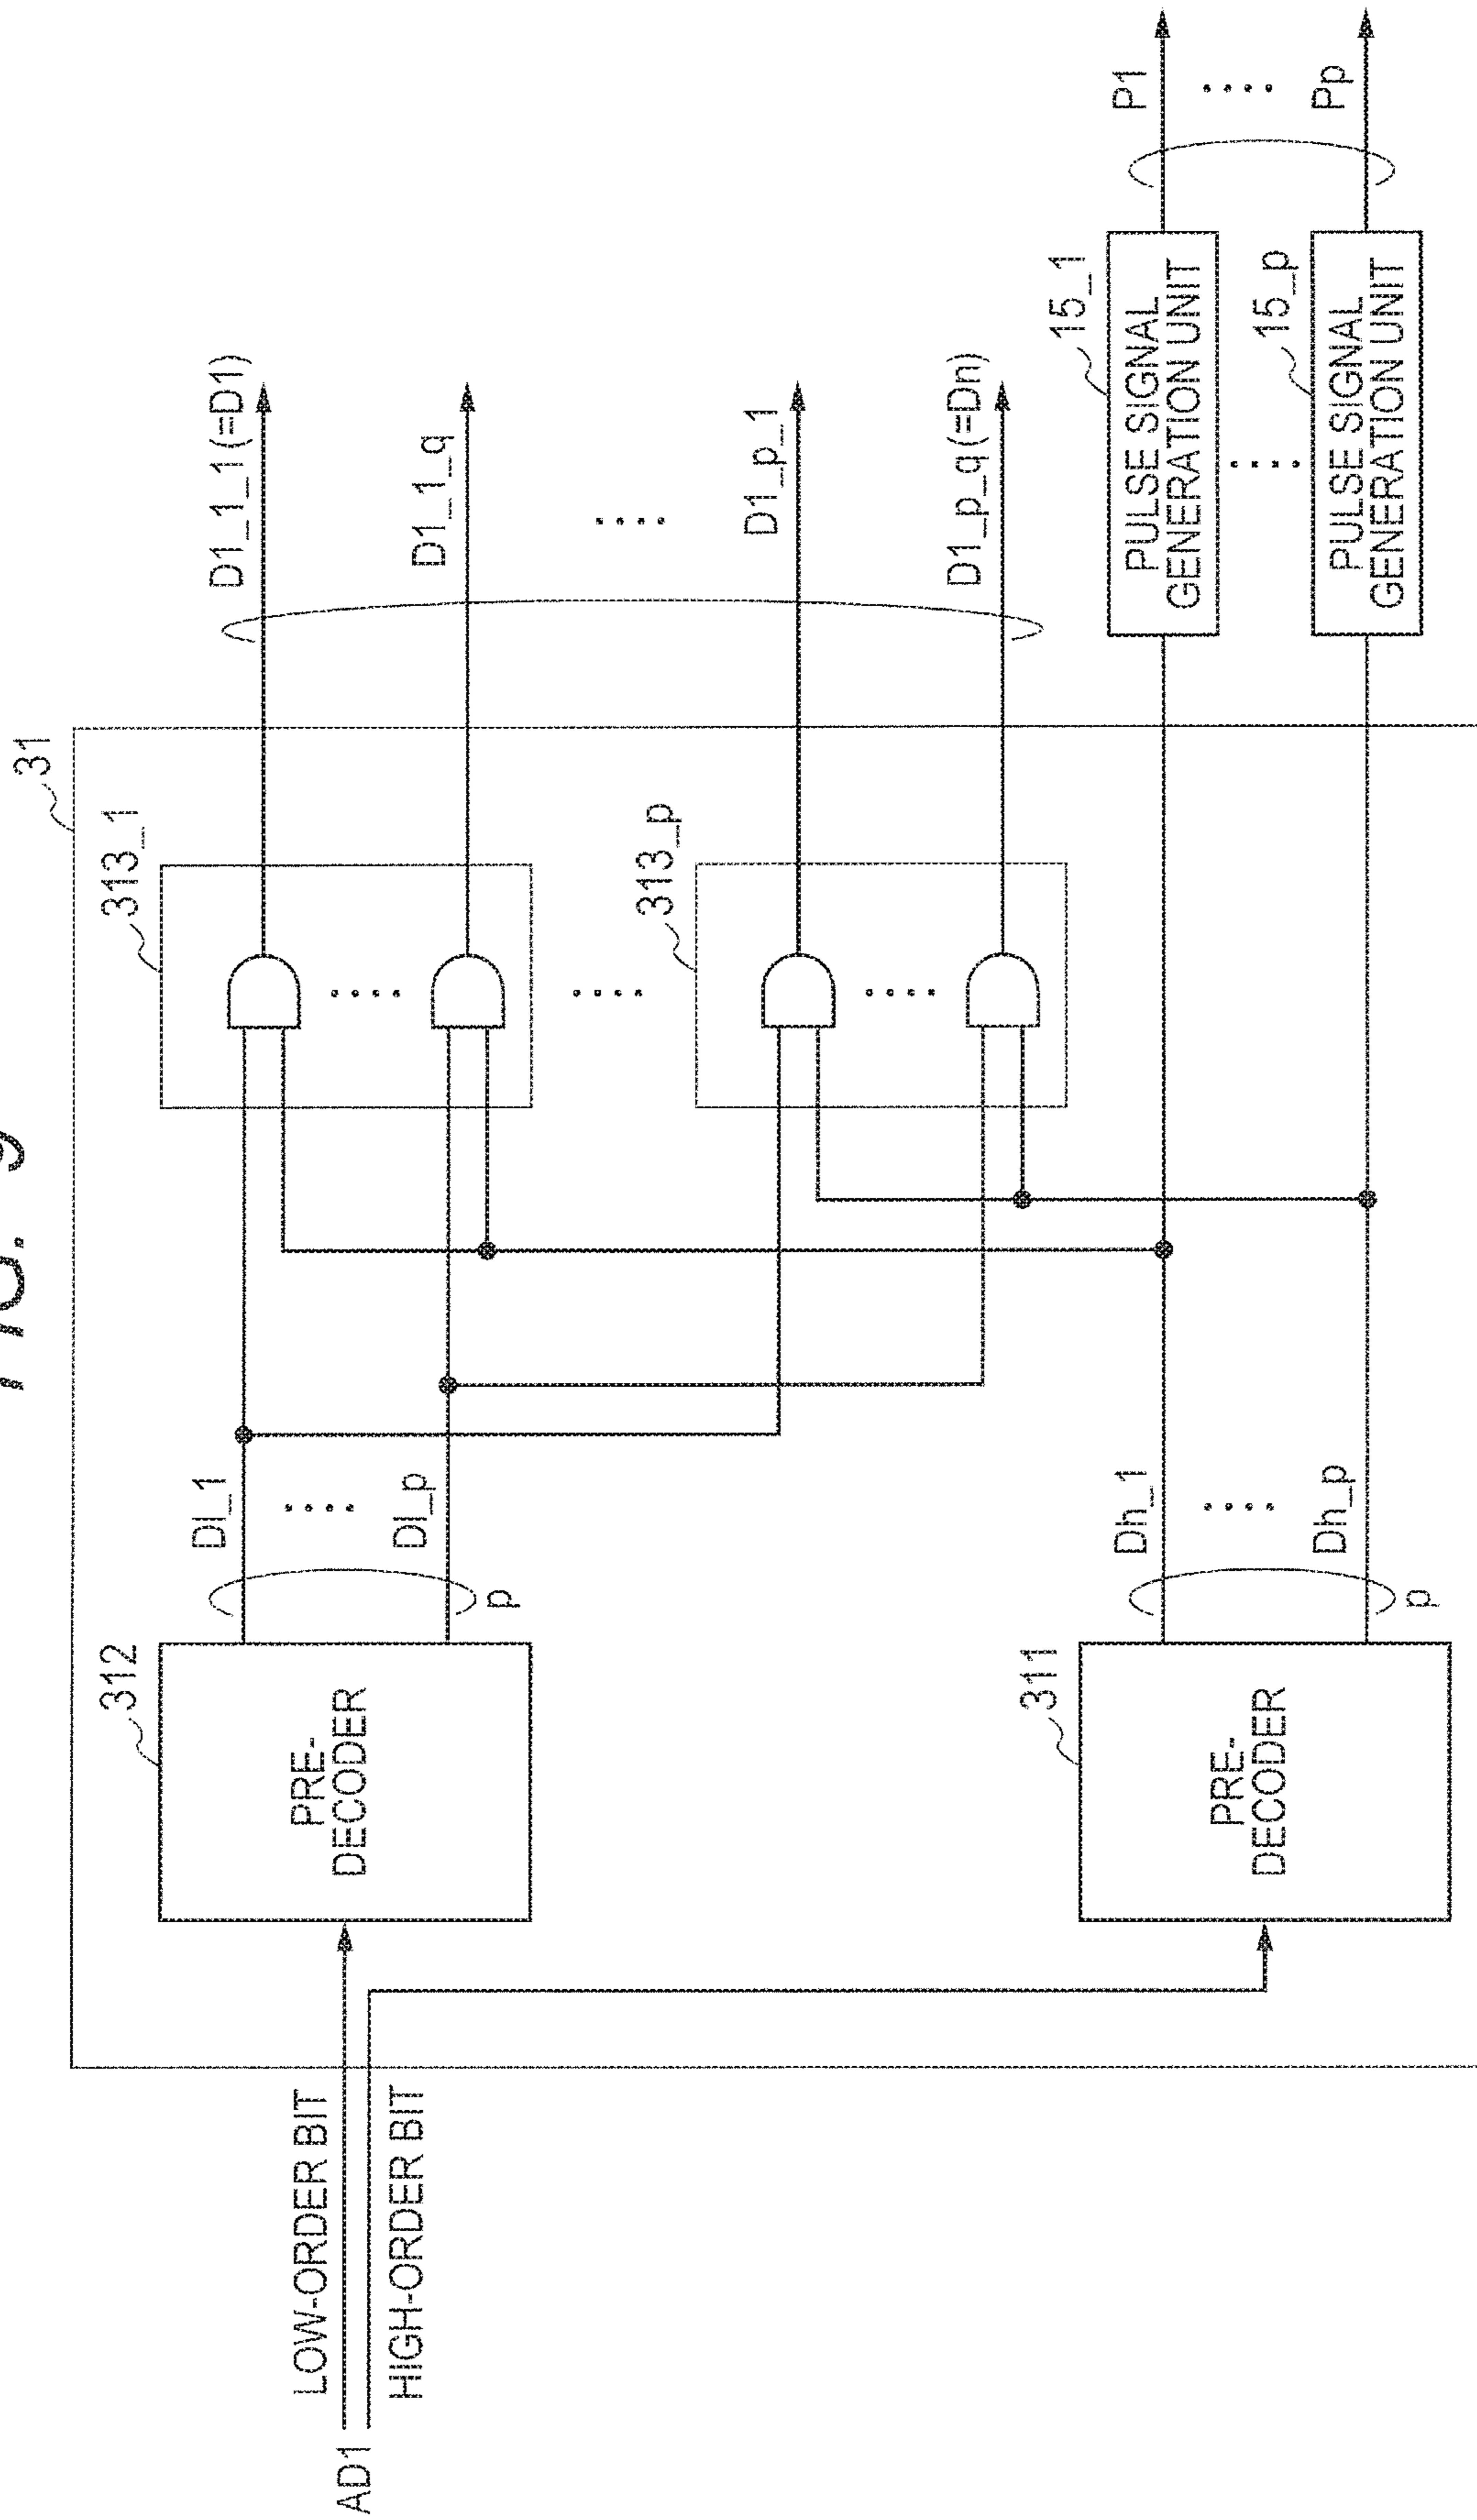 FIG. 9
31
313_1
313_p
312
311
AD1
LOW-ORDER BIT
HIGH-ORDER BIT
PRE-
DECODER
PRE-
DECODER
Dl_1
Dl_p
p
Dh_1
Dh_p
p
D1_1_1(=D1)
D1_1_q
D1_p_1
D1_p_q(=Dn)
15_1
PULSE SIGNAL
GENERATION UNIT
15_p
PULSE SIGNAL
GENERATION UNIT
P1
Pp